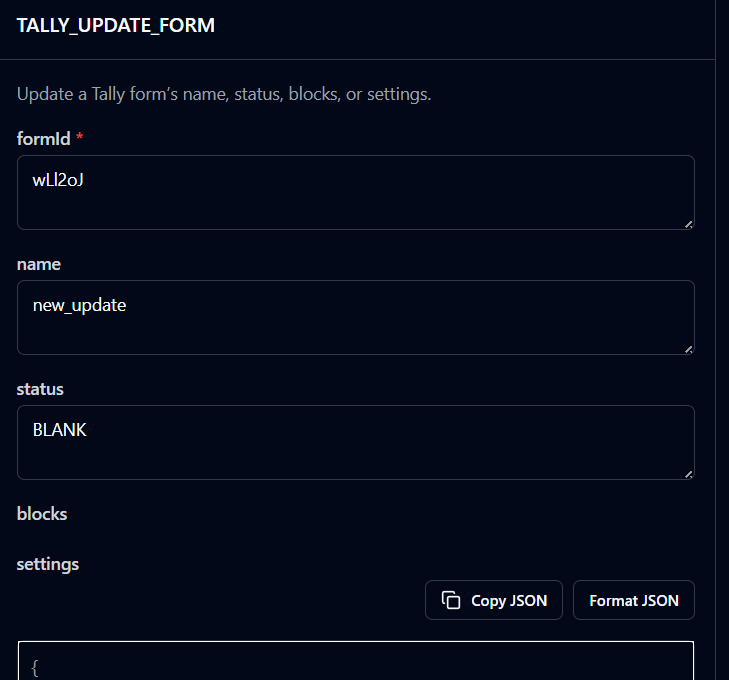 TALLY_UPDATE_FORM
Update a Tally form's name, status, blocks, or settings.
formId *
wLl2oJ
name
new_update
status
BLANK
blocks
settings
Copy JSON
Format JSON
{